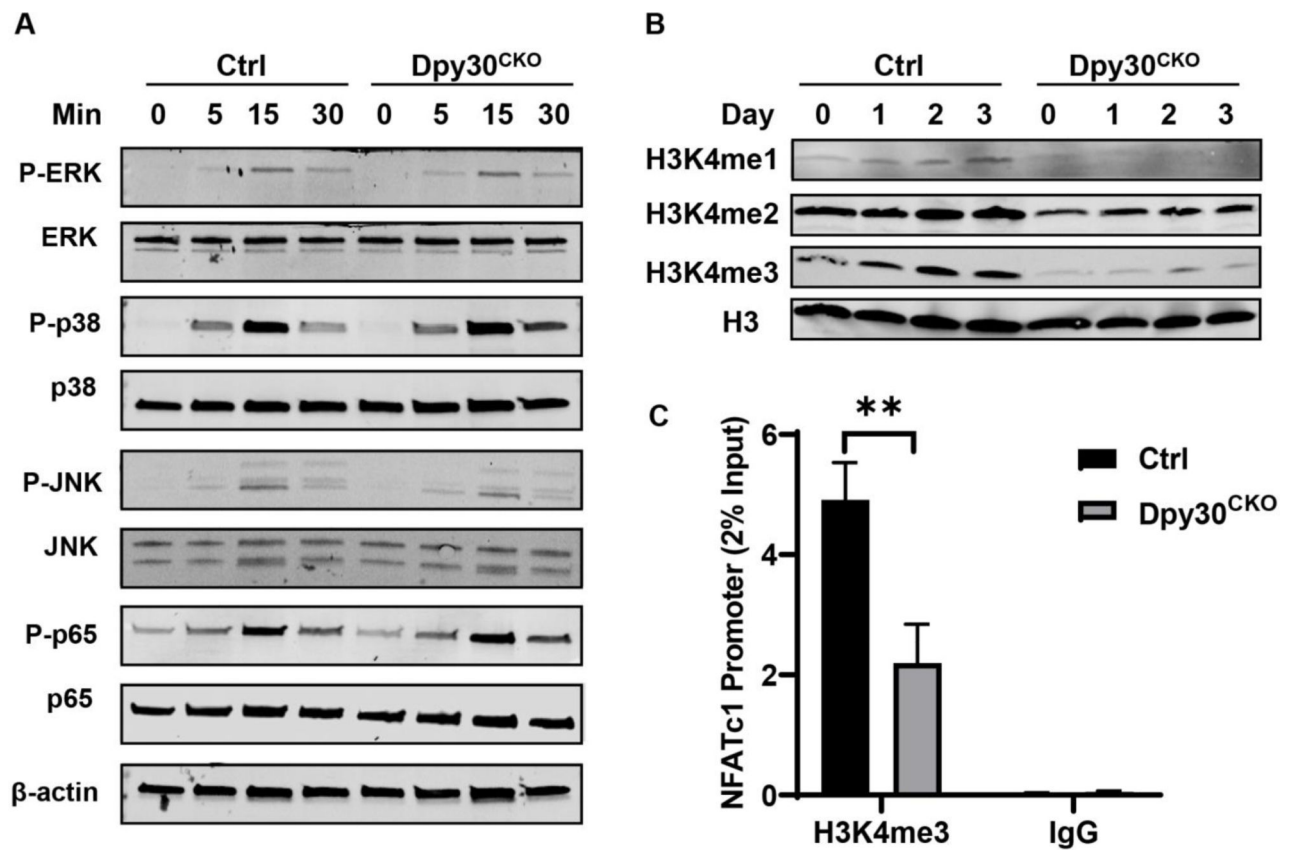 A
Ctrl Dpy30CKO
Min 0 5 15 30 0 5 15 30
P-ERK
ERK
P-p38
p38
P-JNK
JNK
P-p65
p65
β-actin
B
Ctrl Dpy30CKO
Day 0 1 2 3 0 1 2 3
H3K4me1
H3K4me2
H3K4me3
H3
C
NFATc1 Promoter (2% Input)
6
4
2
0
**
Ctrl
Dpy30CKO
H3K4me3 IgG